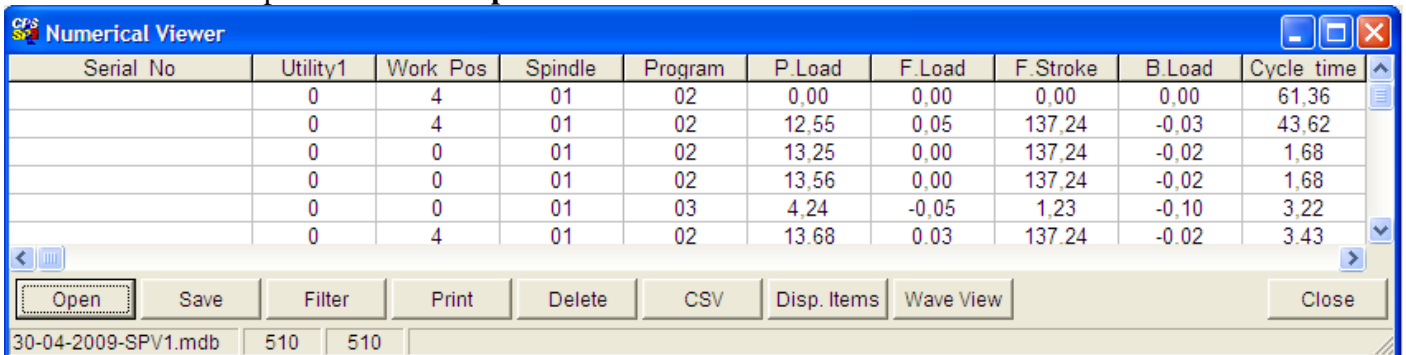 CPS SP2 Numerical Viewer
Serial No Utility1 Work Pos Spindle Program P.Load F.Load F.Stroke B.Load Cycle time
0 4 01 02 0,00 0,00 0,00 0,00 61,36
0 4 01 02 12,55 0,05 137,24 -0,03 43,62
0 0 01 02 13,25 0,00 137,24 -0,02 1,68
0 0 01 02 13,56 0,00 137,24 -0,02 1,68
0 0 01 03 4,24 -0,05 1,23 -0,10 3,22
0 4 01 02 13,68 0,03 137,24 -0,02 3,43
Open Save Filter Print Delete CSV Disp. Items Wave View Close
30-04-2009-SPV1.mdb 510 510